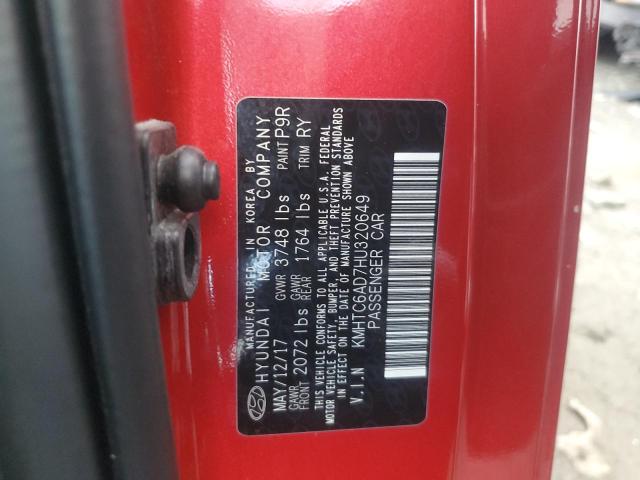 MANUFACTURED IN KOREA BY
HYUNDAI MOTOR COMPANY
MAY/12/17 GVWR 3748 lbs PAINT P9R
GAWR FRONT 2072 lbs GAWR REAR 1764 lbs TRIM RY
THIS VEHICLE CONFORMS TO ALL APPLICABLE U.S.A. FEDERAL
MOTOR VEHICLE SAFETY, BUMPER, AND THEFT PREVENTION STANDARDS
IN EFFECT ON THE DATE OF MANUFACTURE SHOWN ABOVE
V.I.N KMHTC6AD7HU320649
PASSENGER CAR